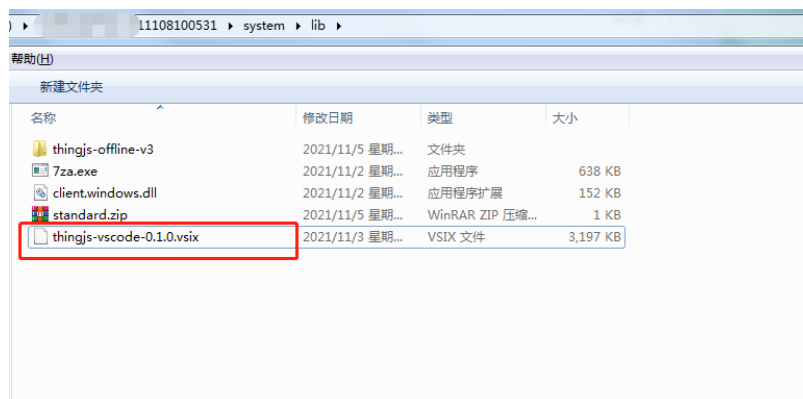 ) ▸ 11108100531 ▸ system ▸ lib ▸
帮助(H)
新建文件夹
名称 修改日期 类型 大小
thingjs-offline-v3 2021/11/5 星期... 文件夹
7za.exe 2021/11/2 星期... 应用程序 638 KB
client.windows.dll 2021/11/2 星期... 应用程序扩展 152 KB
standard.zip 2021/11/5 星期... WinRAR ZIP 压缩... 1 KB
thingjs-vscode-0.1.0.vsix 2021/11/3 星期... VSIX 文件 3,197 KB